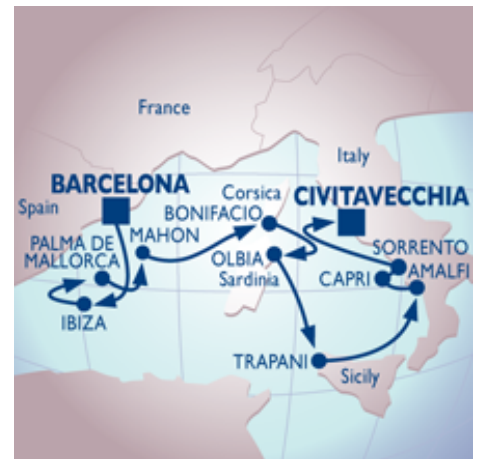 France
Italy
BARCELONA
Corsica
CIVITAVECCHIA
Spain
BONIFACIO
MAHON
PALMA DE
MALLORCA
SORRENTO
OLBIA
AMALFI
CAPRI
Sardinia
IBIZA
TRAPANI
Sicily